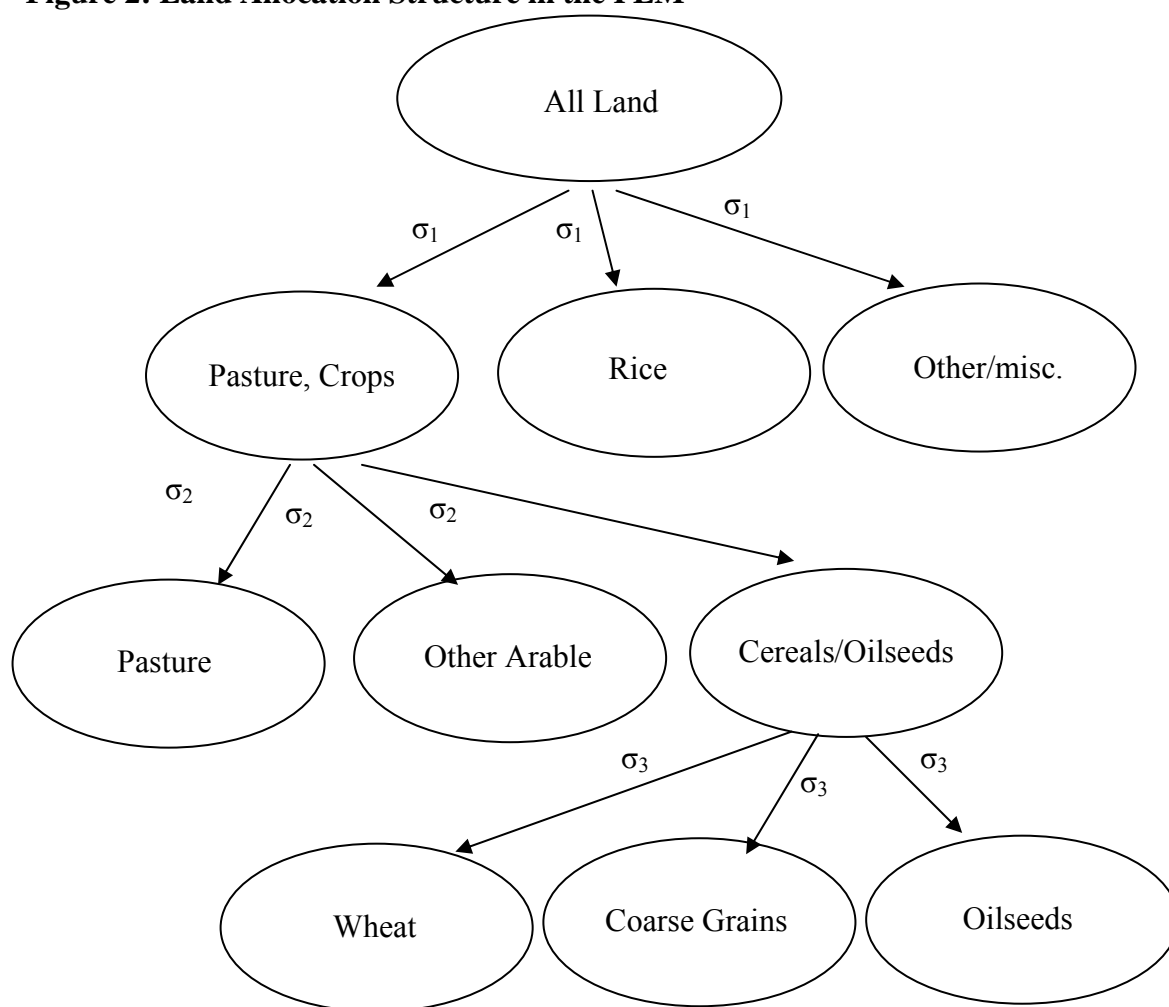 Figure 2: Land Allocation Structure in the PEM
All Land
σ₁
σ₁
σ₁
Pasture, Crops
Rice
Other/misc.
σ₂
σ₂
σ₂
Pasture
Other Arable
Cereals/Oilseeds
σ₃
σ₃
σ₃
Wheat
Coarse Grains
Oilseeds